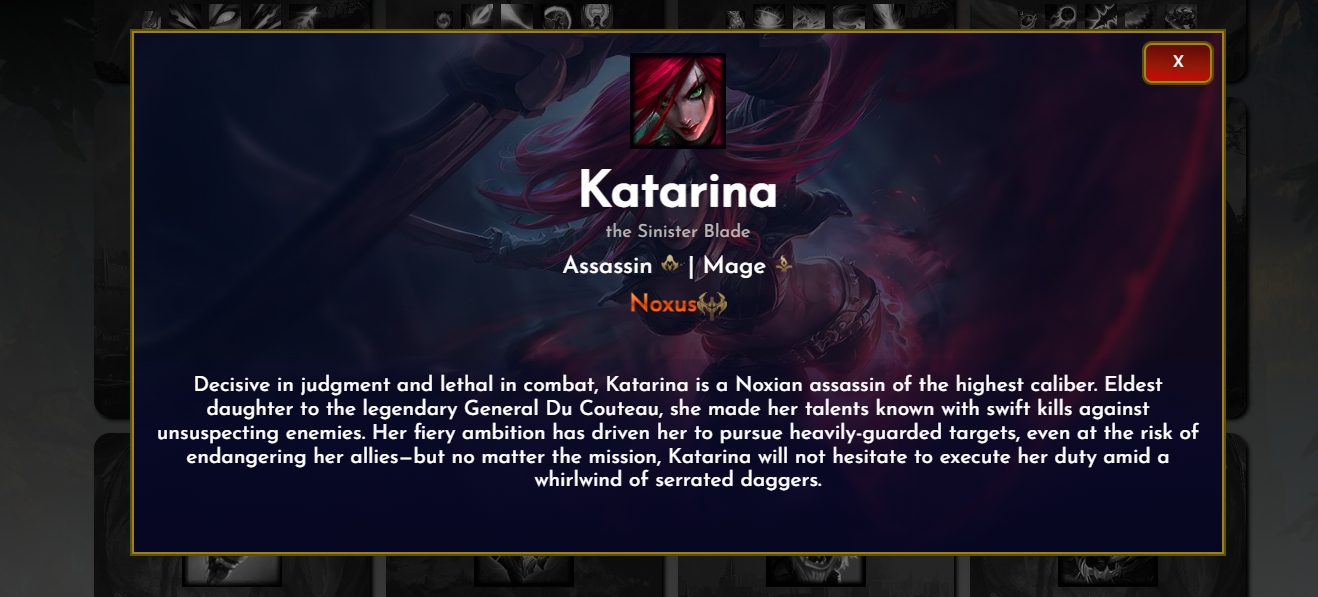 X
Katarina
the Sinister Blade
Assassin | Mage
Noxus
Decisive in judgment and lethal in combat, Katarina is a Noxian assassin of the highest caliber. Eldest
daughter to the legendary General Du Couteau, she made her talents known with swift kills against
unsuspecting enemies. Her fiery ambition has driven her to pursue heavily-guarded targets, even at the risk of
endangering her allies—but no matter the mission, Katarina will not hesitate to execute her duty amid a
whirlwind of serrated daggers.